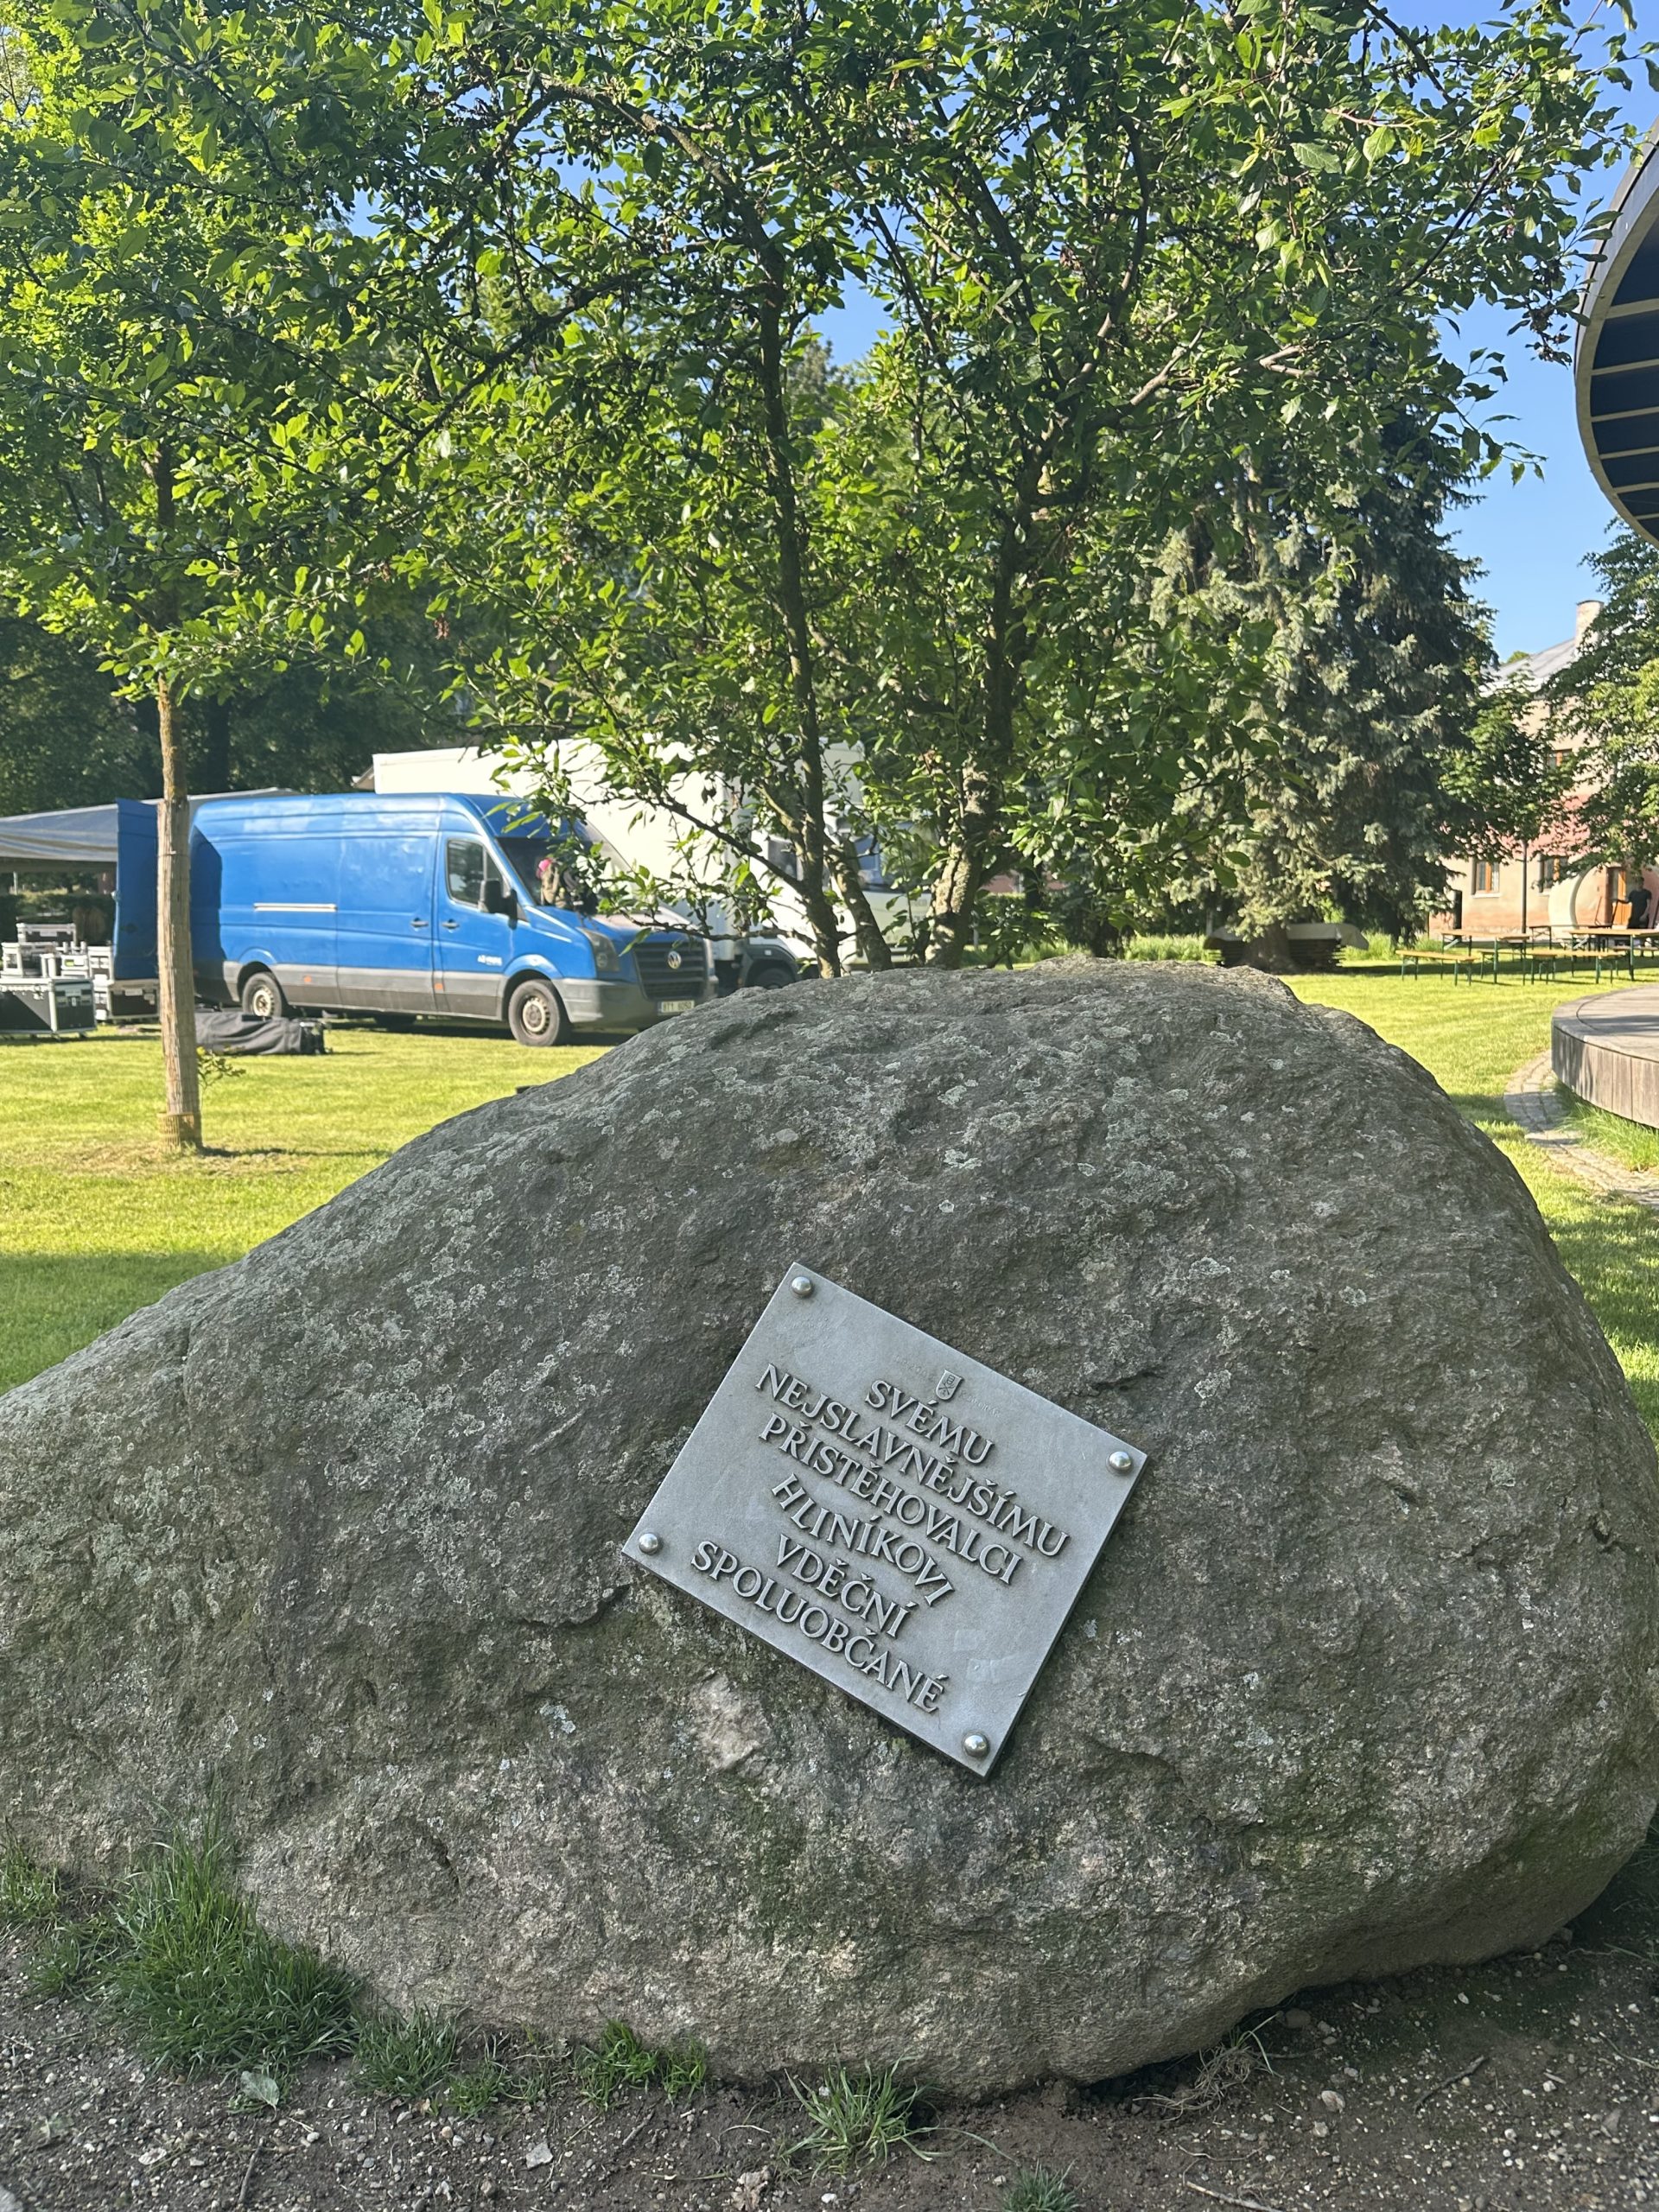 SVÉMU
NEJSLAVNĚJŠÍMU
PŘISTĚHOVALCI
HLINÍKOVI
VDĚČNÍ
SPOLUOBČANÉ